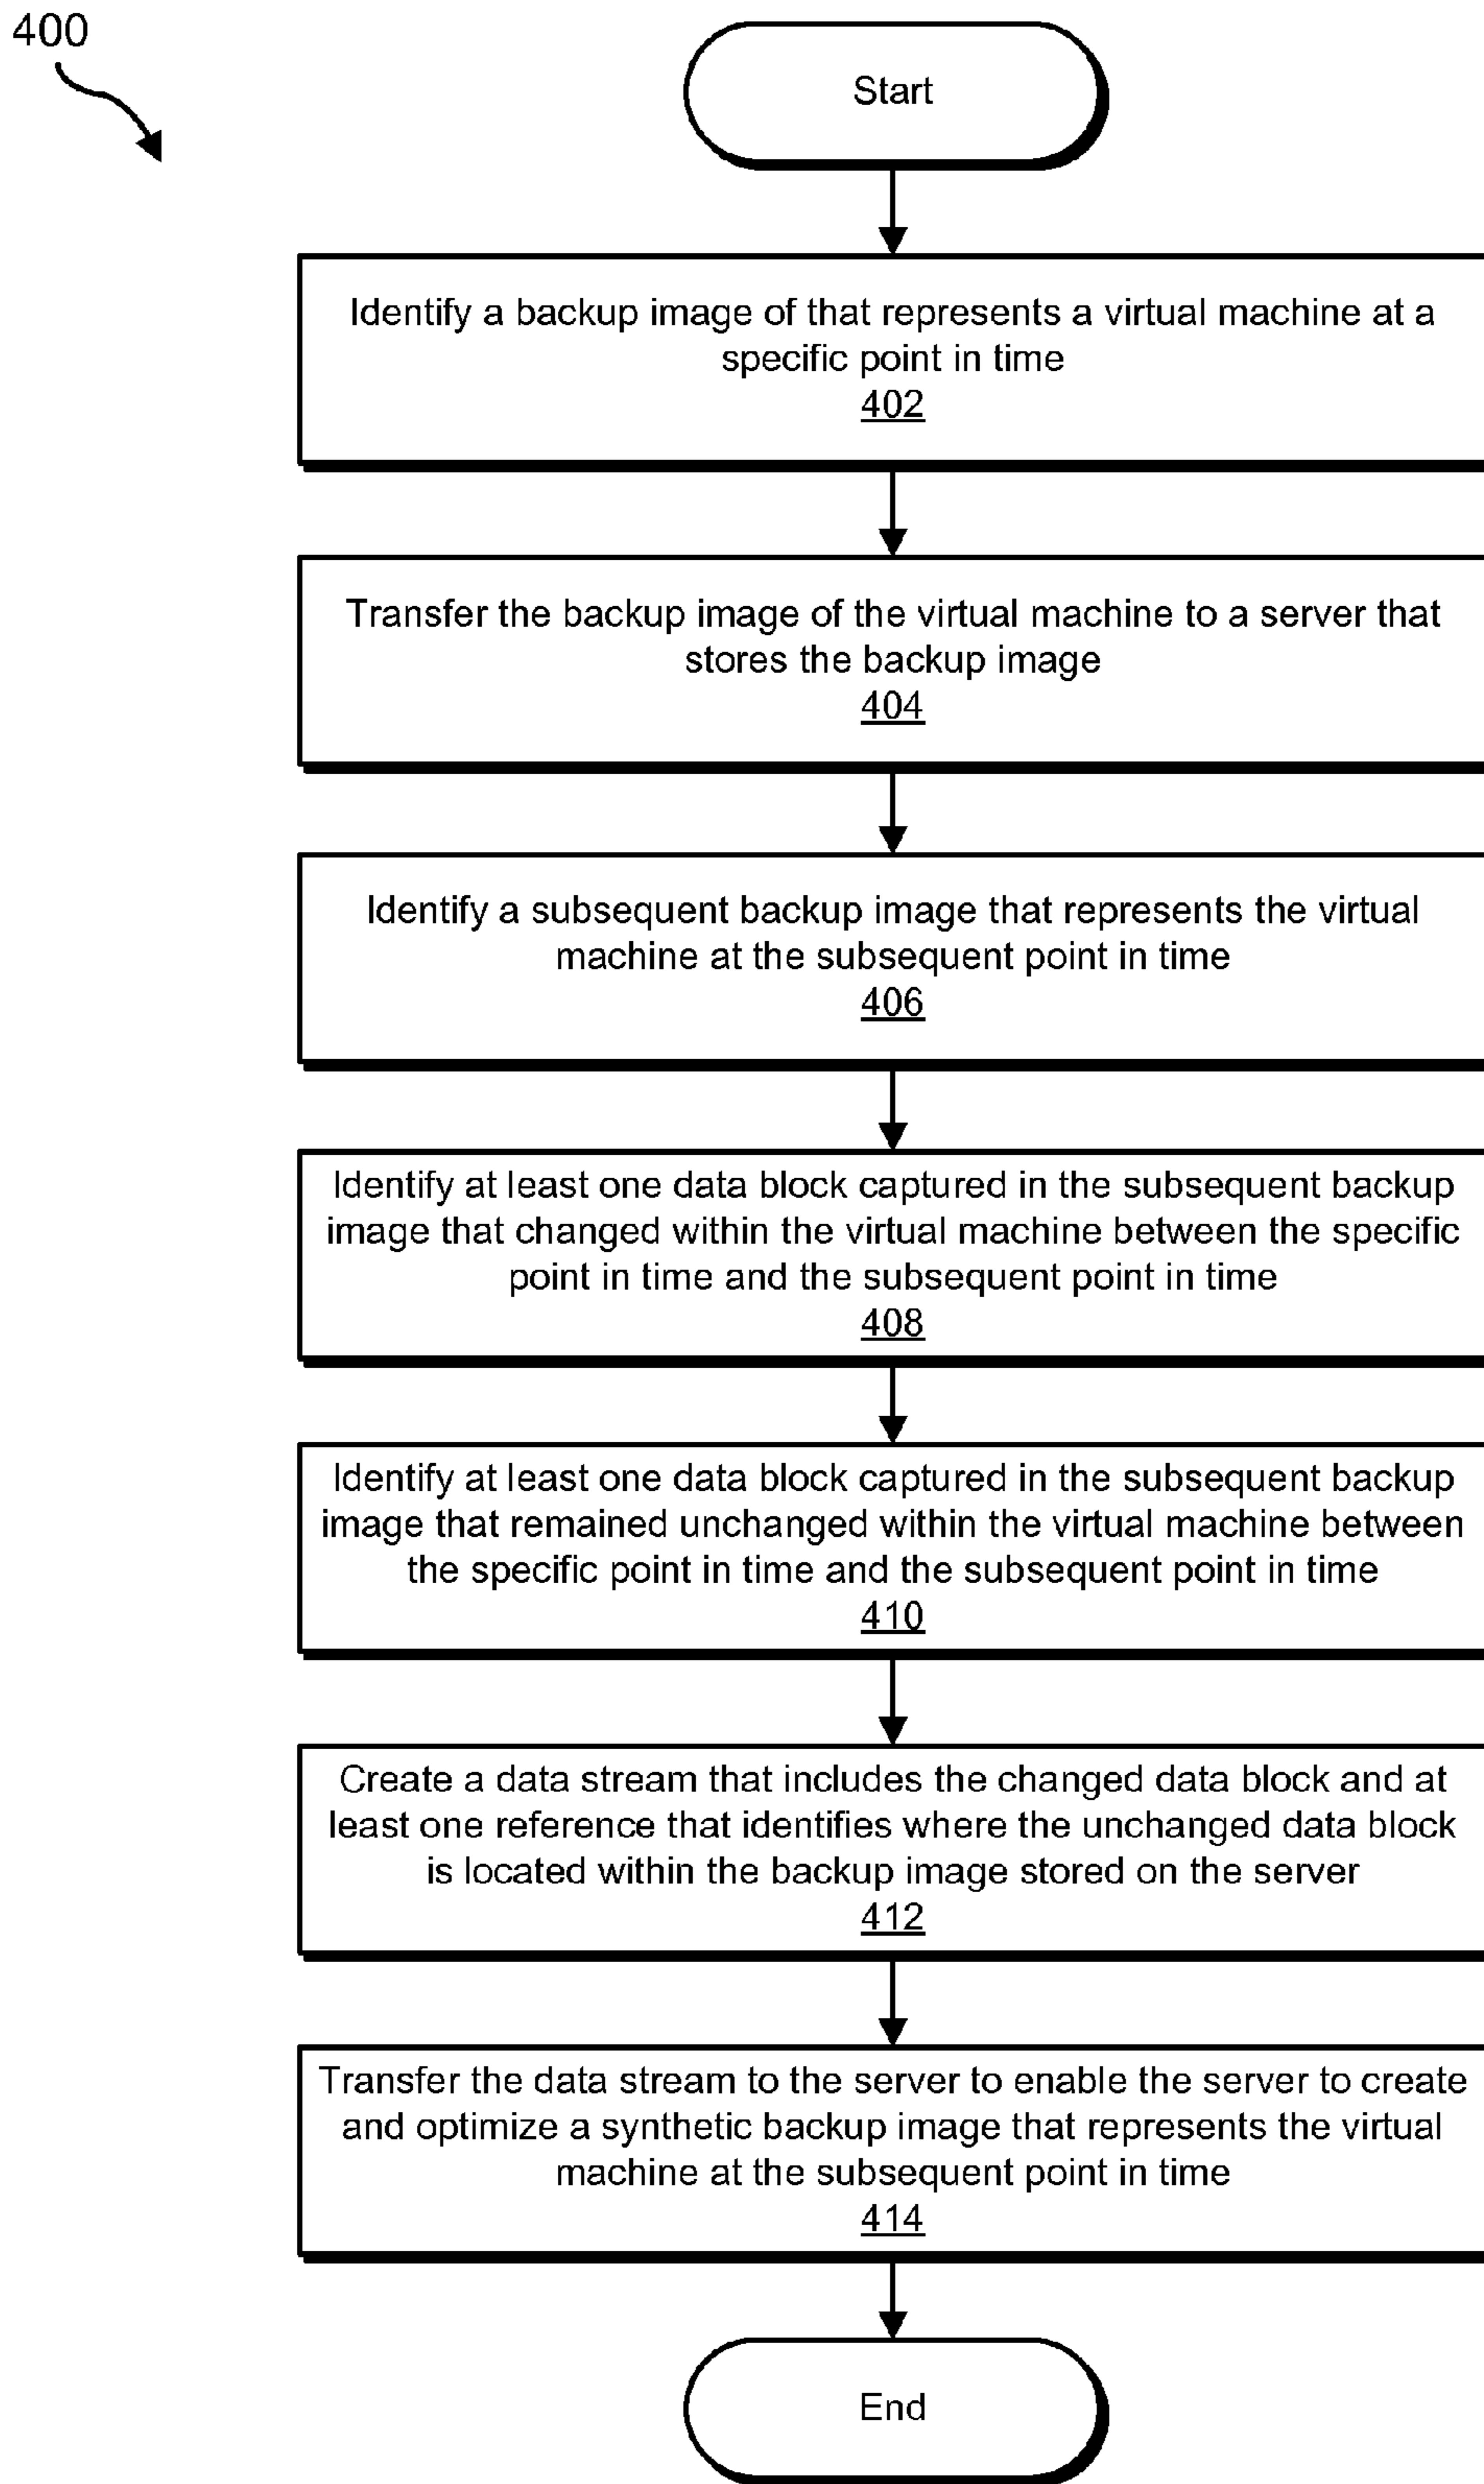 400
Start
Identify a backup image of that represents a virtual machine at a
specific point in time
402
Transfer the backup image of the virtual machine to a server that
stores the backup image
404
Identify a subsequent backup image that represents the virtual
machine at the subsequent point in time
406
Identify at least one data block captured in the subsequent backup
image that changed within the virtual machine between the specific
point in time and the subsequent point in time
408
Identify at least one data block captured in the subsequent backup
image that remained unchanged within the virtual machine between
the specific point in time and the subsequent point in time
410
Create a data stream that includes the changed data block and at
least one reference that identifies where the unchanged data block
is located within the backup image stored on the server
412
Transfer the data stream to the server to enable the server to create
and optimize a synthetic backup image that represents the virtual
machine at the subsequent point in time
414
End